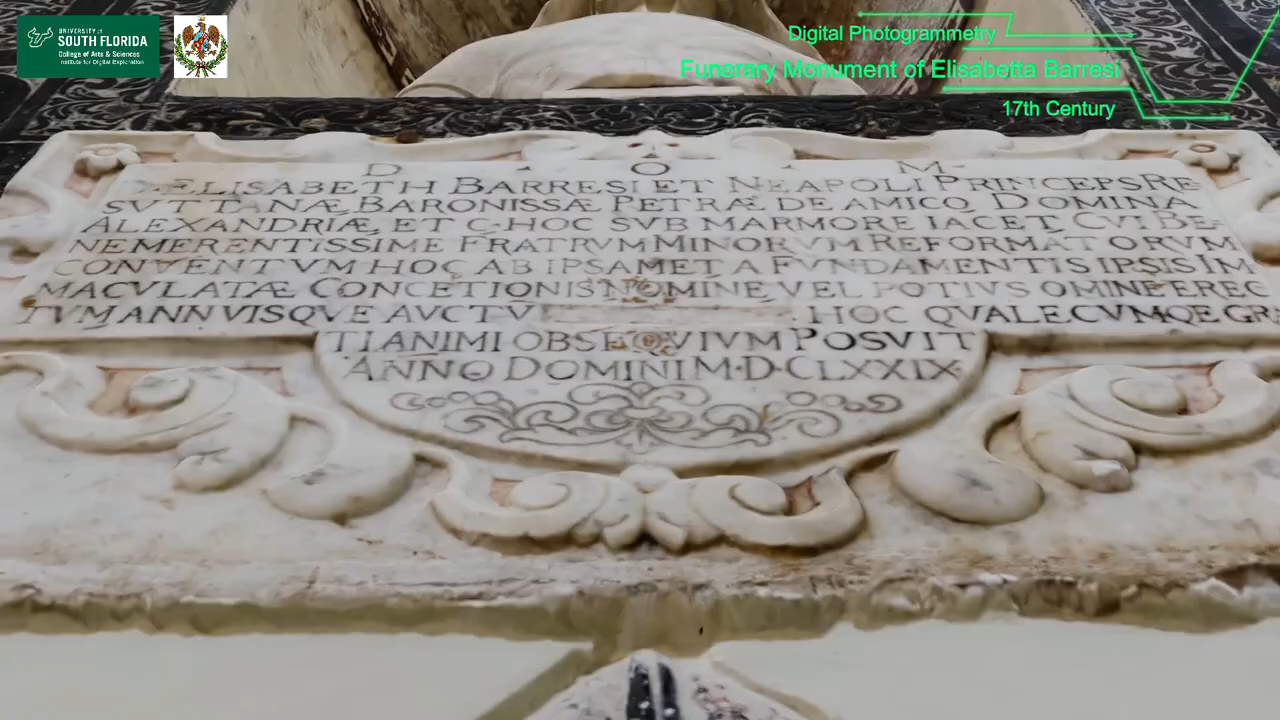 UNIVERSITY of
SOUTH FLORIDA
College of Arts & Sciences
Institute for Digital Exploration
Digital Photogrammetry
Funerary Monument of Elisabetta Barresi
17th Century
D O M
ELISABETH BARRESI ET NEAPOLI PRINCEPS RE
SVTTANÆ BARONISSÆ PETRÆ DE AMICO, DOMINA
ALEXANDRIÆ, ET C. HOC SVB MARMORE IACET, CVI BE
NEMERENTISSIME FRATRVM MINORVM REFORMATORVM
CONVENTVM HOC AB IPSAMET A FVNDAMENTIS IPSIS IM
MACVLATÆ CONCETIONIS NOMINE, VEL POTIVS OMINE EREC
TVM ANNVISQVE AVCTV HOC QVALECVMQE GR
TI ANIMI OBSEQVIVM POSVIT
ANNO DOMINI M·D·CLXXIX·